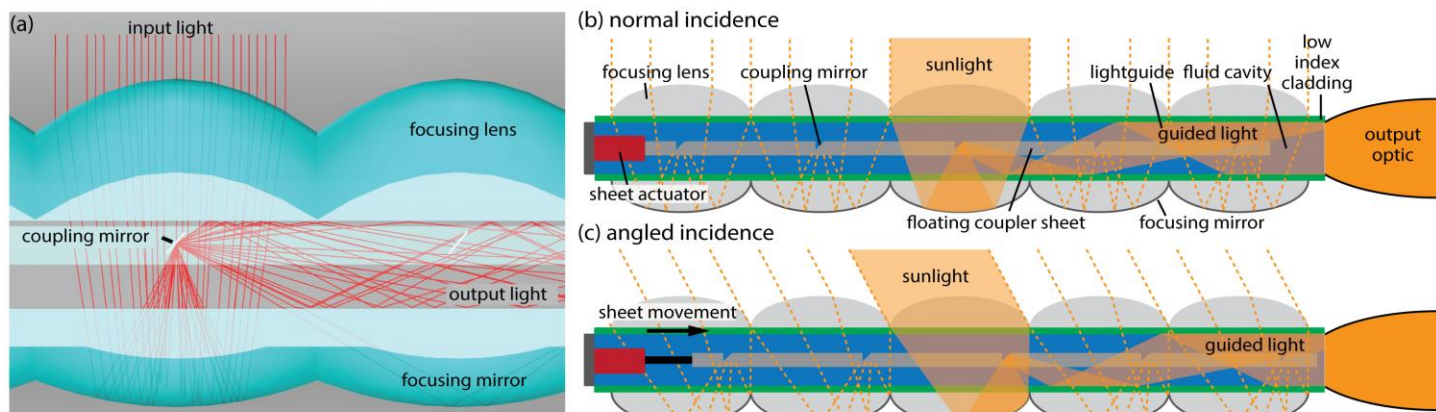 (a)
input light
focusing lens
coupling mirror
output light
focusing mirror
(b) normal incidence
focusing lens
coupling mirror
sunlight
lightguide
fluid cavity
low
index
cladding
guided light
output
optic
sheet actuator
floating coupler sheet
focusing mirror
(c) angled incidence
sunlight
sheet movement
guided light